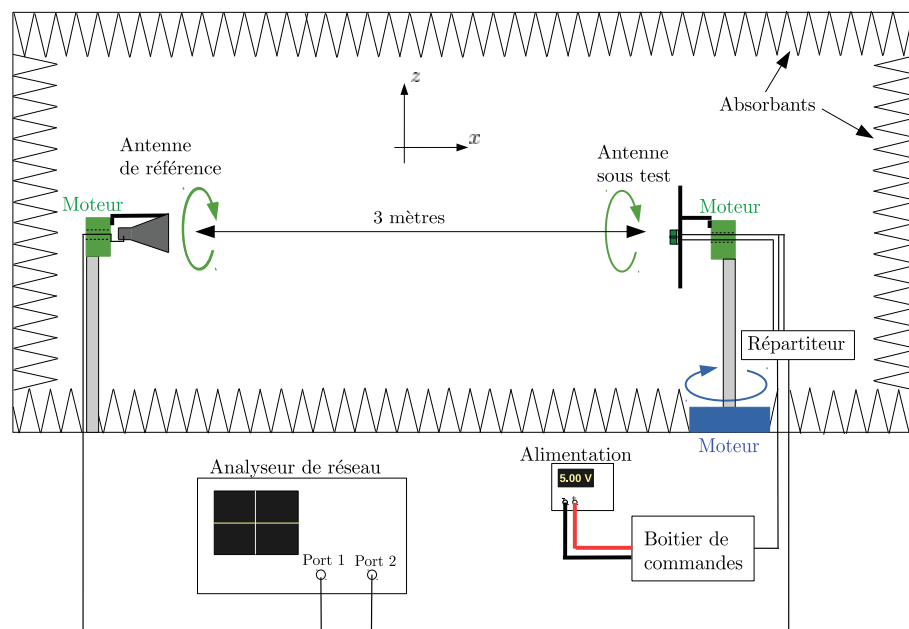 z
Absorbants
x
Antenne
de référence
Antenne
sous test
Moteur
Moteur
3 mètres
Répartiteur
Moteur
Analyseur de réseau
Alimentation
5.00 V
- +
Boitier de
commandes
Port 1
Port 2